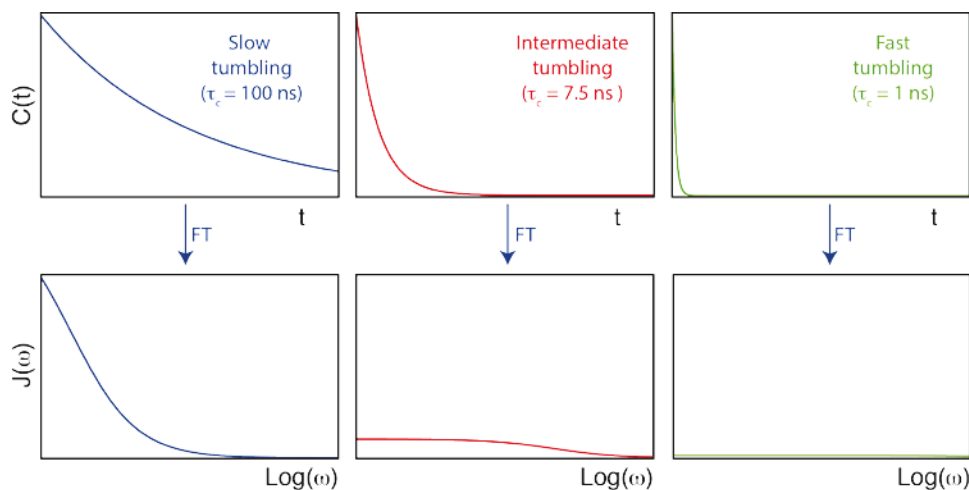 C(t)
Slow
tumbling
(τc = 100 ns)
Intermediate
tumbling
(τc = 7.5 ns )
Fast
tumbling
(τc = 1 ns)
t
t
t
FT
FT
FT
J(ω)
Log(ω)
Log(ω)
Log(ω)